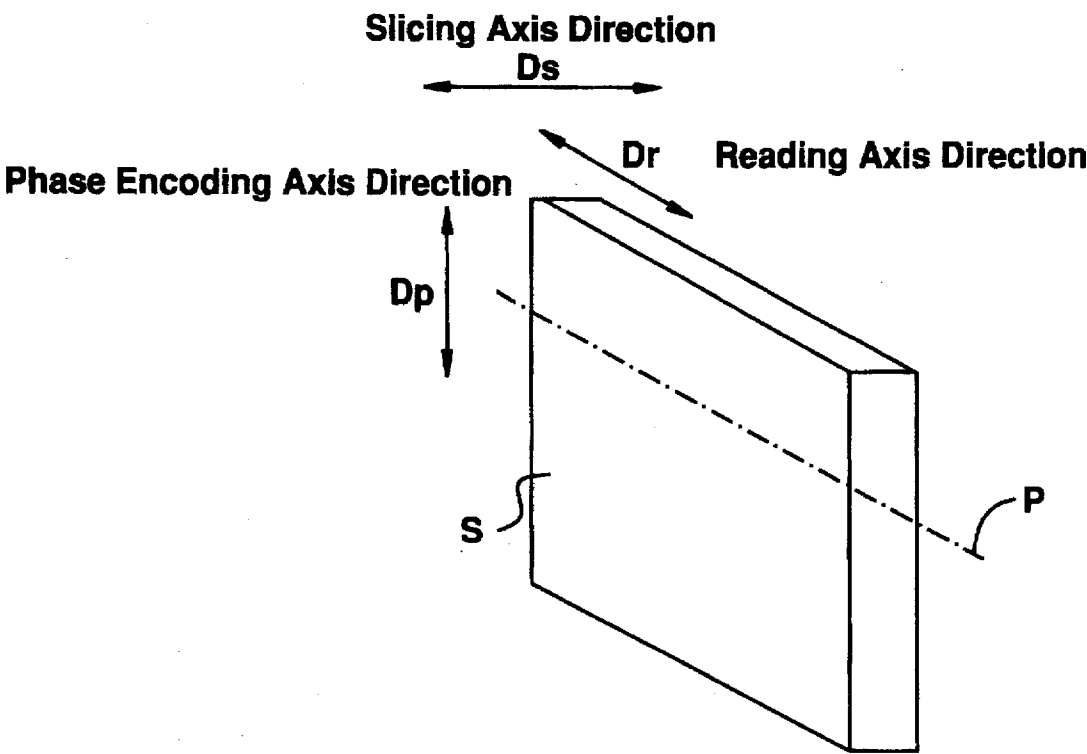 Slicing Axis Direction
Ds
Dr
Reading Axis Direction
Phase Encoding Axis Direction
Dp
S
P